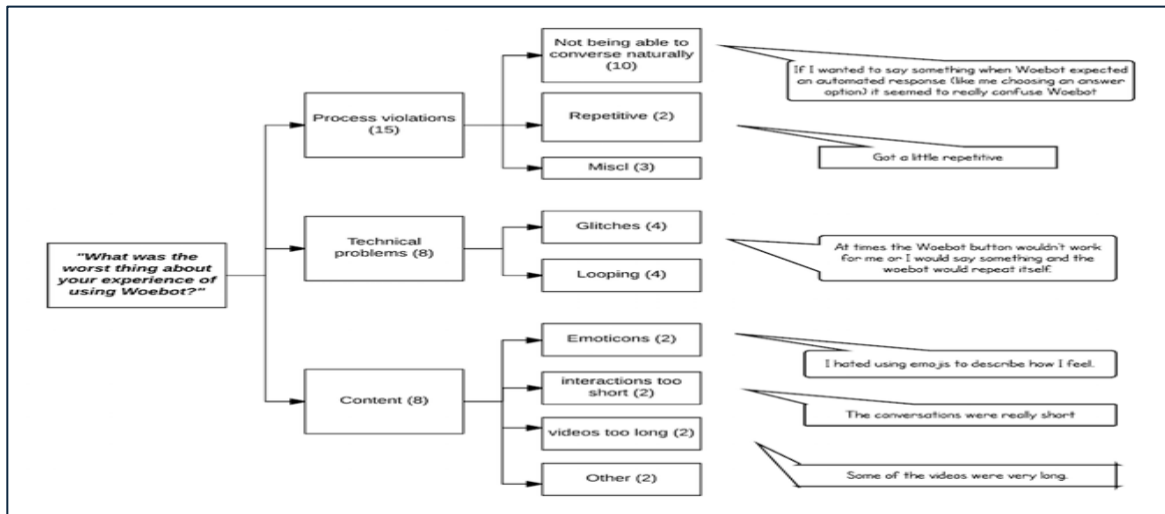 Not being able to
converse naturally
(10)
If I wanted to say something when Woebot expected
an automated response (like me choosing an answer
option) it seemed to really confuse Woebot
Process violations
(15)
Repetitive (2)
Got a little repetitive
Miscl (3)
"What was the
worst thing about
your experience of
using Woebot?"
Technical
problems (8)
Glitches (4)
Looping (4)
At times the Woebot button wouldn't work
for me or I would say something and the
woebot would repeat itself.
Content (8)
Emoticons (2)
I hated using emojis to describe how I feel.
interactions too
short (2)
The conversations were really short
videos too long (2)
Other (2)
Some of the videos were very long.